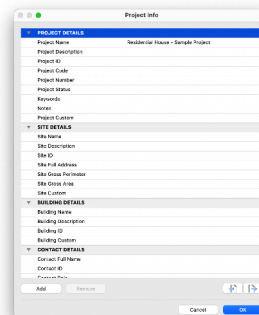 Project Info
PROJECT DETAILS
Project Name Residential House - Sample Project
Project Description
Project ID
Project Code
Project Number
Project Status
Keywords
Notes
Project Custom
SITE DETAILS
Site Name
Site Description
Site ID
Site Full Address
Site Gross Perimeter
Site Gross Area
Site Custom
BUILDING DETAILS
Building Name
Building Description
Building ID
Building Custom
CONTACT DETAILS
Contact Full Name
Contact ID
Add Remove
Cancel OK